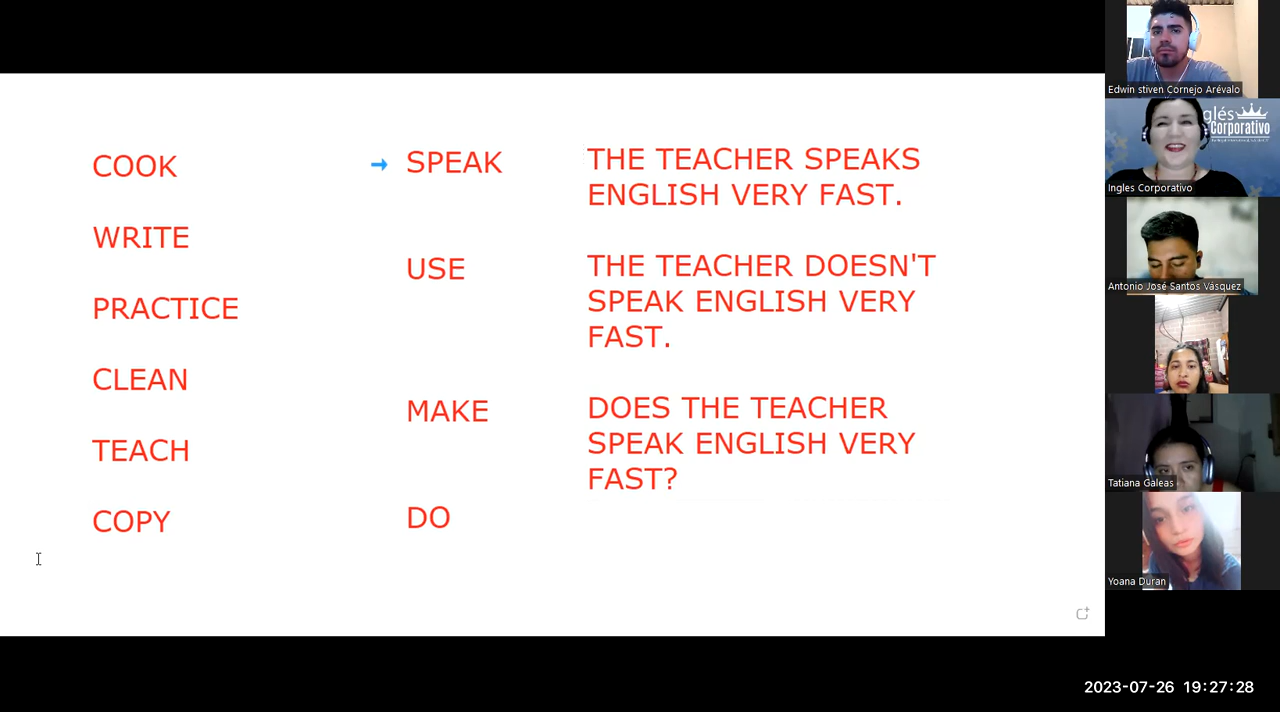 COOK
WRITE
PRACTICE
CLEAN
TEACH
COPY
SPEAK
USE
MAKE
DO
THE TEACHER SPEAKS
ENGLISH VERY FAST.
THE TEACHER DOESN'T
SPEAK ENGLISH VERY
FAST.
DOES THE TEACHER
SPEAK ENGLISH VERY
FAST?
Edwin stiven Cornejo Arévalo
glés
Corporativo
Ingles Corporativo
Antonio José Santos Vásquez
Tatiana Galeas
Yoana Duran
2023-07-26 19:27:28